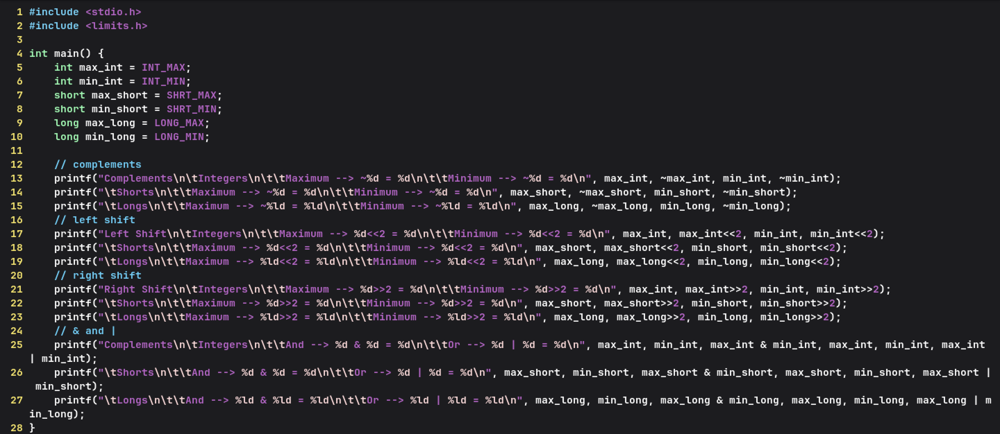 1 #include <stdio.h>
2 #include <limits.h>
3
4 int main() {
5     int max_int = INT_MAX;
6     int min_int = INT_MIN;
7     short max_short = SHRT_MAX;
8     short min_short = SHRT_MIN;
9     long max_long = LONG_MAX;
10     long min_long = LONG_MIN;
11
12     // complements
13     printf("Complements\n\tIntegers\n\t\tMaximum --> ~%d = %d\n\t\tMinimum --> ~%d = %d\n", max_int, ~max_int, min_int, ~min_int);
14     printf("\tShorts\n\t\tMaximum --> ~%d = %d\n\t\tMinimum --> ~%d = %d\n", max_short, ~max_short, min_short, ~min_short);
15     printf("\tLongs\n\t\tMaximum --> ~%ld = %ld\n\t\tMinimum --> ~%ld = %ld\n", max_long, ~max_long, min_long, ~min_long);
16     // left shift
17     printf("Left Shift\n\tIntegers\n\t\tMaximum --> %d<<2 = %d\n\t\tMinimum --> %d<<2 = %d\n", max_int, max_int<<2, min_int, min_int<<2);
18     printf("\tShorts\n\t\tMaximum --> %d<<2 = %d\n\t\tMinimum --> %d<<2 = %d\n", max_short, max_short<<2, min_short, min_short<<2);
19     printf("\tLongs\n\t\tMaximum --> %ld<<2 = %ld\n\t\tMinimum --> %ld<<2 = %ld\n", max_long, max_long<<2, min_long, min_long<<2);
20     // right shift
21     printf("Right Shift\n\tIntegers\n\t\tMaximum --> %d>>2 = %d\n\t\tMinimum --> %d>>2 = %d\n", max_int, max_int>>2, min_int, min_int>>2);
22     printf("\tShorts\n\t\tMaximum --> %d>>2 = %d\n\t\tMinimum --> %d>>2 = %d\n", max_short, max_short>>2, min_short, min_short>>2);
23     printf("\tLongs\n\t\tMaximum --> %ld>>2 = %ld\n\t\tMinimum --> %ld>>2 = %ld\n", max_long, max_long>>2, min_long, min_long>>2);
24     // & and |
25     printf("Complements\n\tIntegers\n\t\tAnd --> %d & %d = %d\n\t\tOr --> %d | %d = %d\n", max_int, min_int, max_int & min_int, max_int, min_int, max_int
| min_int);
26     printf("\tShorts\n\t\tAnd --> %d & %d = %d\n\t\tOr --> %d | %d = %d\n", max_short, min_short, max_short & min_short, max_short, min_short, max_short |
 min_short);
27     printf("\tLongs\n\t\tAnd --> %ld & %ld = %ld\n\t\tOr --> %ld | %ld = %ld\n", max_long, min_long, max_long & min_long, max_long, min_long, max_long | m
in_long);
28 }